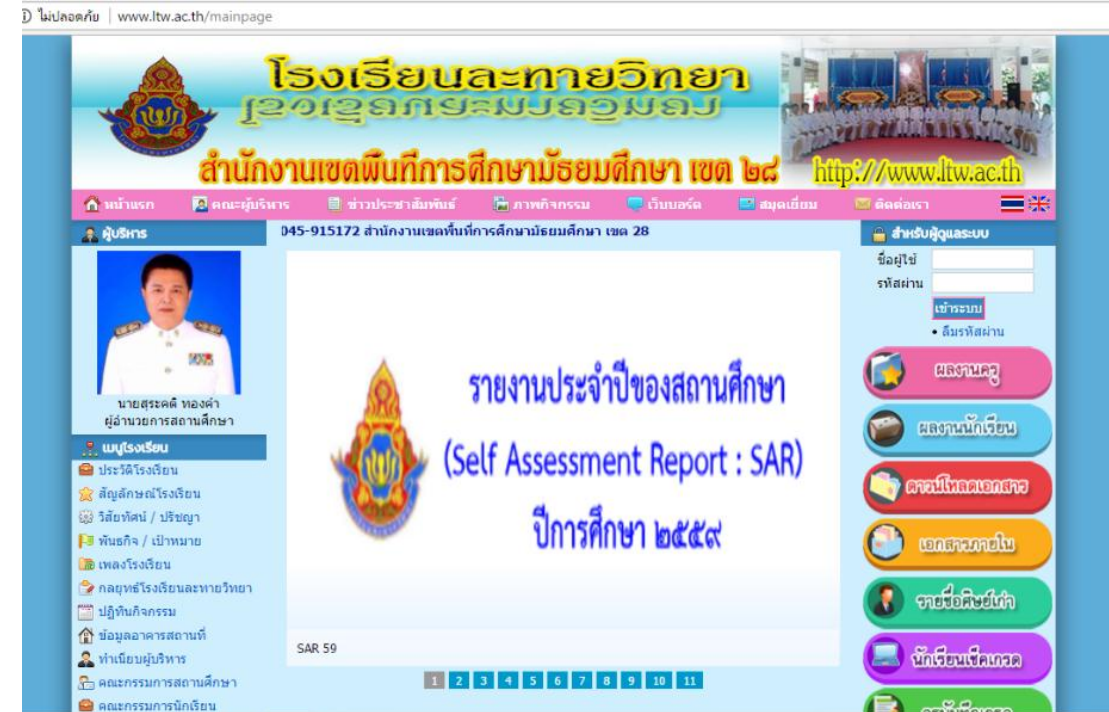 ไม่ปลอดภัย | www.ltw.ac.th/mainpage
โรงเรียนละทายวิทยา
สำนักงานเขตพื้นที่การศึกษามัธยมศึกษา เขต ๒๘
http://www.ltw.ac.th
หน้าแรก คณะผู้บริหาร ข่าวประชาสัมพันธ์ ภาพกิจกรรม เว็บบอร์ด สมุดเยี่ยม ติดต่อเรา
ผู้บริหาร
นายสุระคดี ทองคำ
ผู้อำนวยการสถานศึกษา
เมนูโรงเรียน
ประวัติโรงเรียน
สัญลักษณ์โรงเรียน
วิสัยทัศน์ / ปรัชญา
พันธกิจ / เป้าหมาย
เพลงโรงเรียน
กลยุทธ์โรงเรียนละทายวิทยา
ปฏิทินกิจกรรม
ข้อมูลอาคารสถานที่
ทำเนียบผู้บริหาร
คณะกรรมการสถานศึกษา
คณะกรรมการนักเรียน
045-915172 สำนักงานเขตพื้นที่การศึกษามัธยมศึกษา เขต 28
รายงานประจำปีของสถานศึกษา
(Self Assessment Report : SAR)
ปีการศึกษา ๒๕๕๙
SAR 59
1 2 3 4 5 6 7 8 9 10 11
สำหรับผู้ดูแลระบบ
ชื่อผู้ใช้
รหัสผ่าน
เข้าระบบ
ลืมรหัสผ่าน
ผลงานครู
ผลงานนักเรียน
ดาวน์โหลดเอกสาร
เอกสารภายใน
รายชื่อศิษย์เก่า
นักเรียนเช็คเกรด